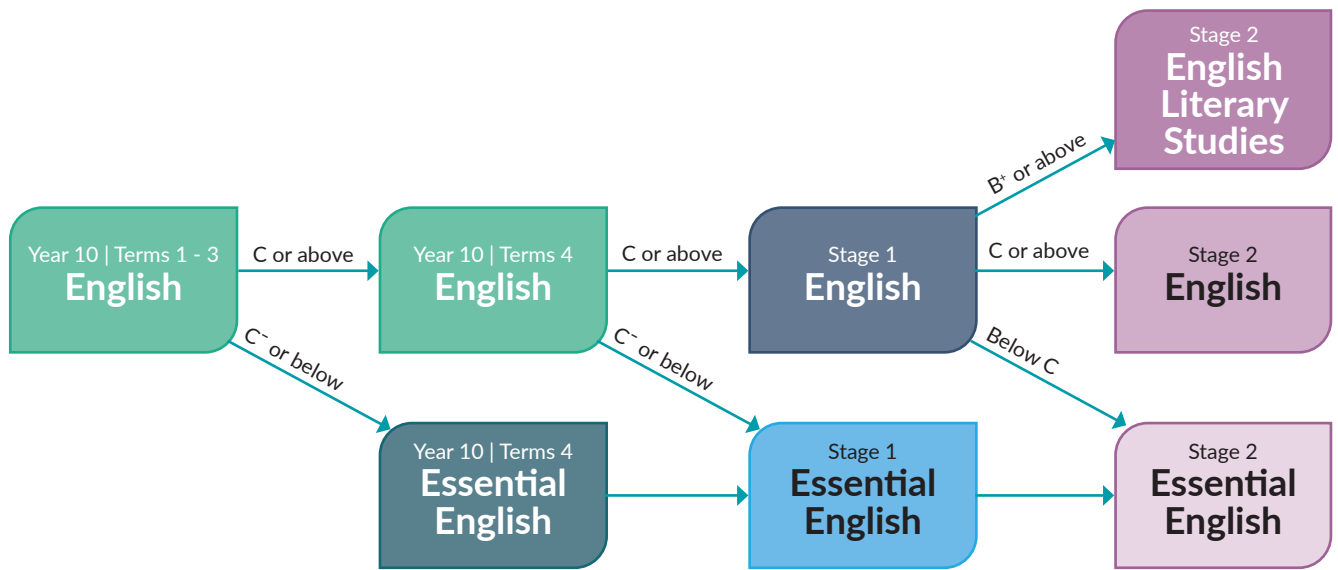 Stage 2
English
Literary
Studies
B⁺ or above
Year 10 | Terms 1 - 3
English
C or above
Year 10 | Terms 4
English
C or above
Stage 1
English
C or above
Stage 2
English
C⁻ or below
C⁻ or below
Below C
Year 10 | Terms 4
Essential
English
Stage 1
Essential
English
Stage 2
Essential
English